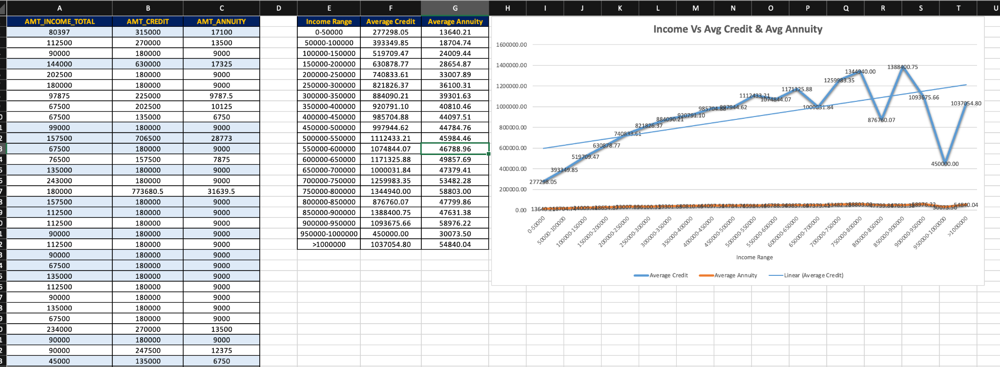 A B C D E F G H I J K L M N O P Q R S T U
AMT_INCOME_TOTAL AMT_CREDIT AMT_ANNUITY Income Range Average Credit Average Annuity
80397 315000 17100 0-50000 277298.05 13640.21
112500 270000 13500 50000-100000 393349.85 18704.74
90000 180000 9000 100000-150000 519709.47 24009.44
144000 630000 17325 150000-200000 630878.77 28654.87
202500 180000 9000 200000-250000 740833.61 33007.89
180000 180000 9000 250000-300000 821826.37 36100.31
97875 225000 9787.5 300000-350000 884090.21 39301.63
67500 202500 10125 350000-400000 920791.10 40810.46
67500 135000 6750 400000-450000 985704.88 44097.51
99000 180000 9000 450000-500000 997944.62 44784.76
157500 706500 28773 500000-550000 1112433.21 45984.46
67500 180000 9000 550000-600000 1074844.07 46788.96
76500 157500 7875 600000-650000 1171325.88 49857.69
135000 180000 9000 650000-700000 1000031.84 47379.41
243000 180000 9000 700000-750000 1259983.35 53482.28
180000 773680.5 31639.5 750000-800000 1344940.00 58803.00
157500 180000 9000 800000-850000 876760.07 47799.86
112500 180000 9000 850000-900000 1388400.75 47631.38
112500 180000 9000 900000-950000 1093675.66 58976.22
90000 180000 9000 950000-1000000 450000.00 30073.50
112500 180000 9000 >1000000 1037054.80 54840.04
90000 180000 9000
67500 180000 9000
135000 180000 9000
112500 180000 9000
90000 180000 9000
135000 180000 9000
67500 180000 9000
234000 270000 13500
90000 180000 9000
90000 247500 12375
45000 135000 6750
Income Vs Avg Credit & Avg Annuity
1600000.00
1400000.00
1200000.00
1000000.00
800000.00
600000.00
400000.00
200000.00
0.00
277298.05
393349.85
519709.47
630878.77
740833.61
821826.37
884090.21
920791.10
985704.88
997944.62
1112433.21
1074844.07
1171325.88
1000031.84
1259983.35
1344940.00
876760.07
1388400.75
1093675.66
450000.00
1037054.80
13640.21
18704.74
24009.44
28654.87
33007.89
36100.31
39301.63
40810.46
44097.51
44784.76
45984.46
46788.96
49857.69
47379.41
53482.28
58803.00
47799.86
47631.38
58976.22
30073.50
54840.04
0-50000
50000-100000
100000-150000
150000-200000
200000-250000
250000-300000
300000-350000
350000-400000
400000-450000
450000-500000
500000-550000
550000-600000
600000-650000
650000-700000
700000-750000
750000-800000
800000-850000
850000-900000
900000-950000
950000-1000000
>1000000
Income Range
Average Credit Average Annuity Linear (Average Credit)